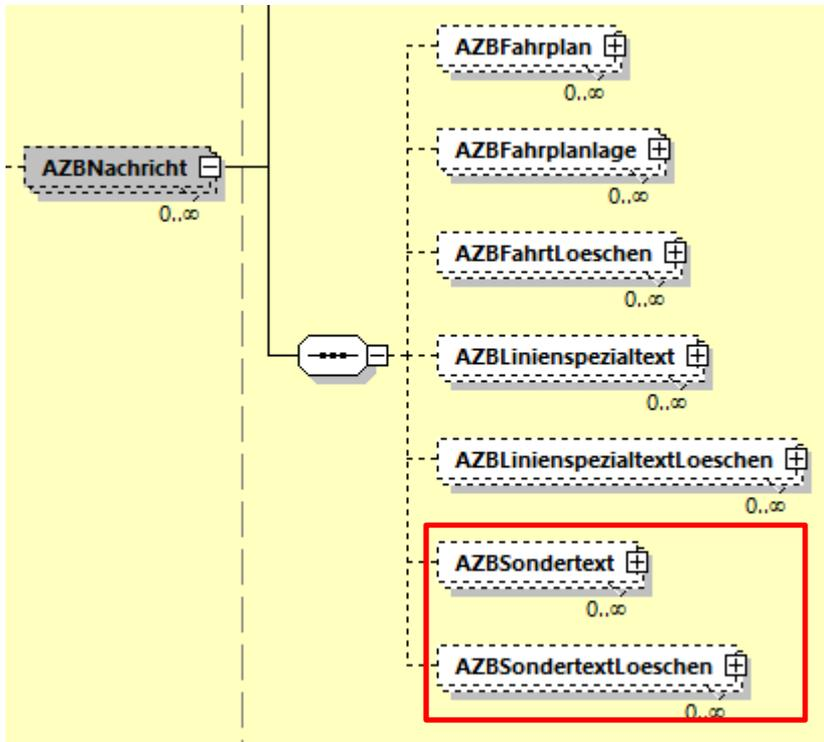 AZBFahrplan
0..∞
AZBFahrplanlage
0..∞
AZBNachricht
0..∞
AZBFahrtLoeschen
0..∞
AZBLinienspezialtext
0..∞
AZBLinienspezialtextLoeschen
0..∞
AZBSondertext
0..∞
AZBSondertextLoeschen
0..∞